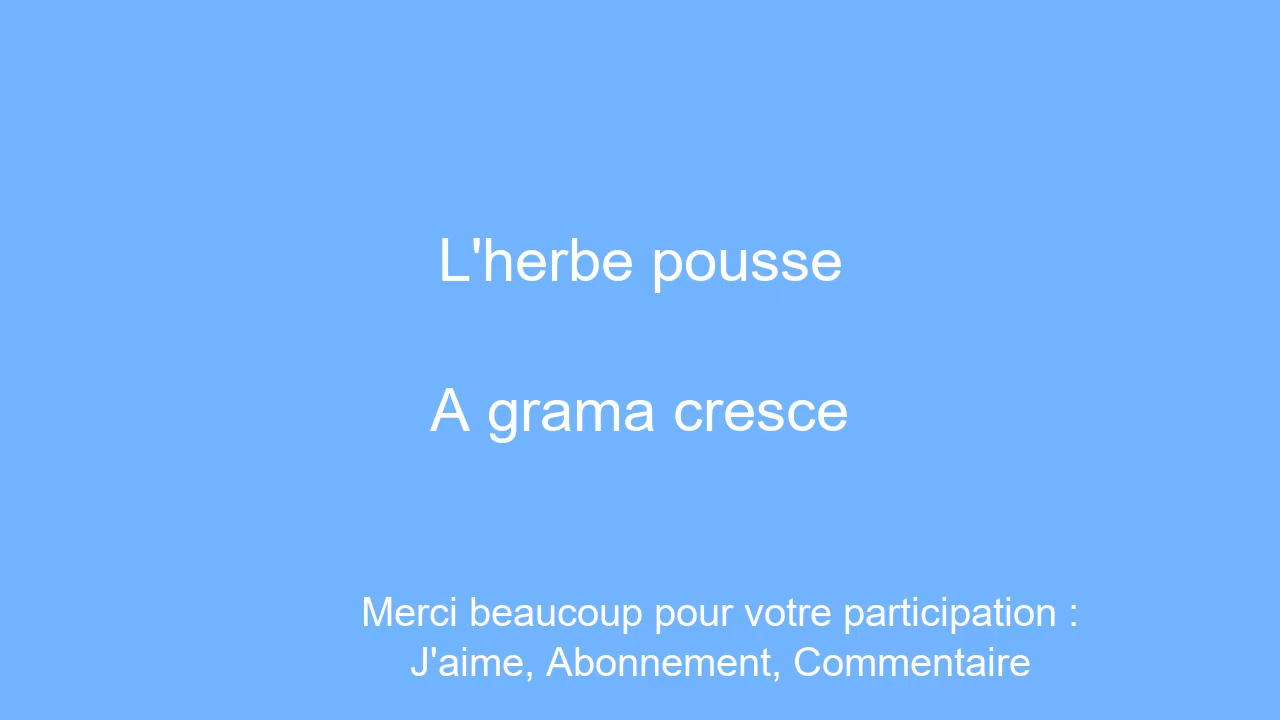 L'herbe pousse
A grama cresce
Merci beaucoup pour votre participation :
J'aime, Abonnement, Commentaire